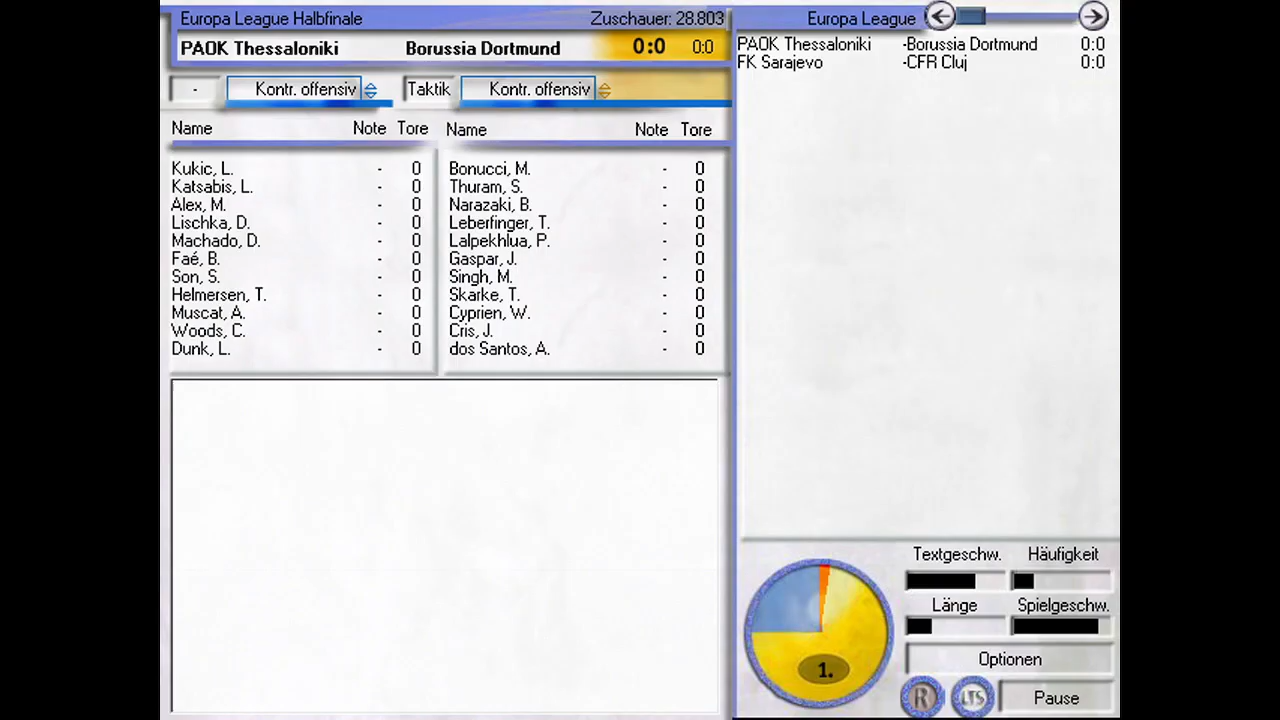 Europa League Halbfinale Zuschauer: 28.803
PAOK Thessaloniki Borussia Dortmund 0:0 0:0
- Kontr. offensiv Taktik Kontr. offensiv
Name Note Tore Name Note Tore
Kukic, L. - 0 Bonucci, M. - 0
Katsabis, L. - 0 Thuram, S. - 0
Alex, M. - 0 Narazaki, B. - 0
Lischka, D. - 0 Leberfinger, T. - 0
Machado, D. - 0 Lalpekhlua, P. - 0
Faé, B. - 0 Gaspar, J. - 0
Son, S. - 0 Singh, M. - 0
Helmersen, T. - 0 Skarke, T. - 0
Muscat, A. - 0 Cyprien, W. - 0
Woods, C. - 0 Cris, J. - 0
Dunk, L. - 0 dos Santos, A. - 0
Europa League
PAOK Thessaloniki -Borussia Dortmund 0:0
FK Sarajevo -CFR Cluj 0:0
Textgeschw. Häufigkeit
Länge Spielgeschw.
1.
Optionen
R LTS Pause